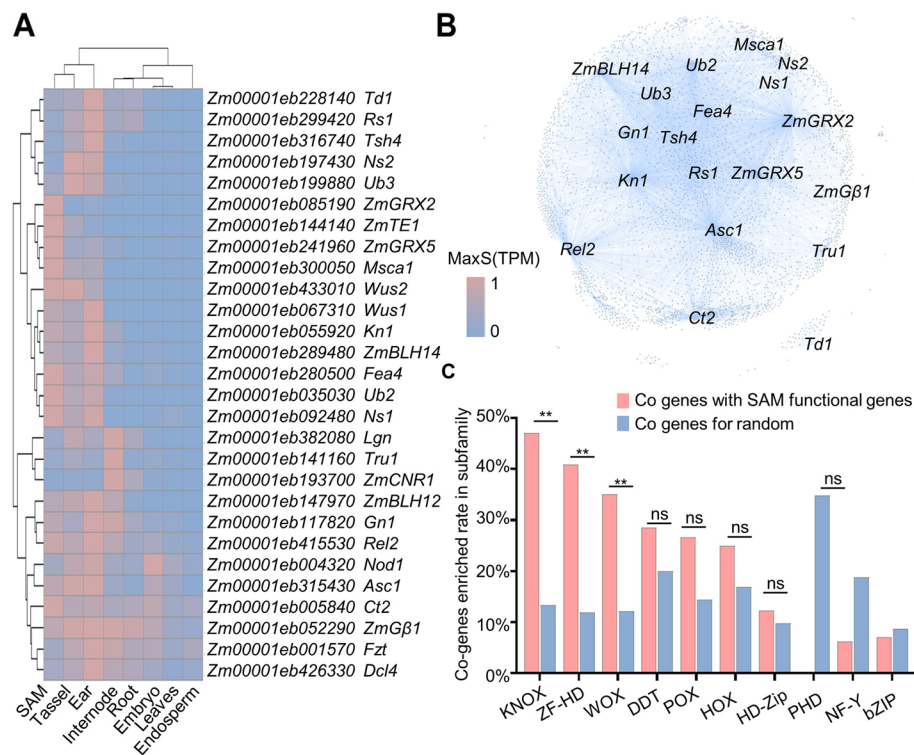 A
Zm00001eb228140 Td1
Zm00001eb299420 Rs1
Zm00001eb316740 Tsh4
Zm00001eb197430 Ns2
Zm00001eb199880 Ub3
Zm00001eb085190 ZmGRX2
Zm00001eb144140 ZmTE1
Zm00001eb241960 ZmGRX5
Zm00001eb300050 Msca1
Zm00001eb433010 Wus2
Zm00001eb067310 Wus1
Zm00001eb055920 Kn1
Zm00001eb289480 ZmBLH14
Zm00001eb280500 Fea4
Zm00001eb035030 Ub2
Zm00001eb092480 Ns1
Zm00001eb382080 Lgn
Zm00001eb141160 Tru1
Zm00001eb193700 ZmCNR1
Zm00001eb147970 ZmBLH12
Zm00001eb117820 Gn1
Zm00001eb415530 Rel2
Zm00001eb004320 Nod1
Zm00001eb315430 Asc1
Zm00001eb005840 Ct2
Zm00001eb052290 ZmGβ1
Zm00001eb001570 Fzt
Zm00001eb426330 Dcl4
SAM
Tassel
Ear
Internode
Root
Embryo
Leaves
Endosperm
MaxS(TPM)
1
0
B
Msca1
ZmBLH14
Ub2
Ns2
Ns1
Ub3
Fea4
ZmGRX2
Gn1
Tsh4
Kn1
Rs1
ZmGRX5
ZmGβ1
Asc1
Rel2
Tru1
Ct2
Td1
C
Co genes with SAM functional genes
Co genes for random
Co-genes enriched rate in subfamily
50%
40%
30%
20%
10%
0%
**
**
**
ns
ns
ns
ns
ns
KNOX
ZF-HD
WOX
DDT
POX
HOX
HD-Zip
PHD
NF-Y
bZIP